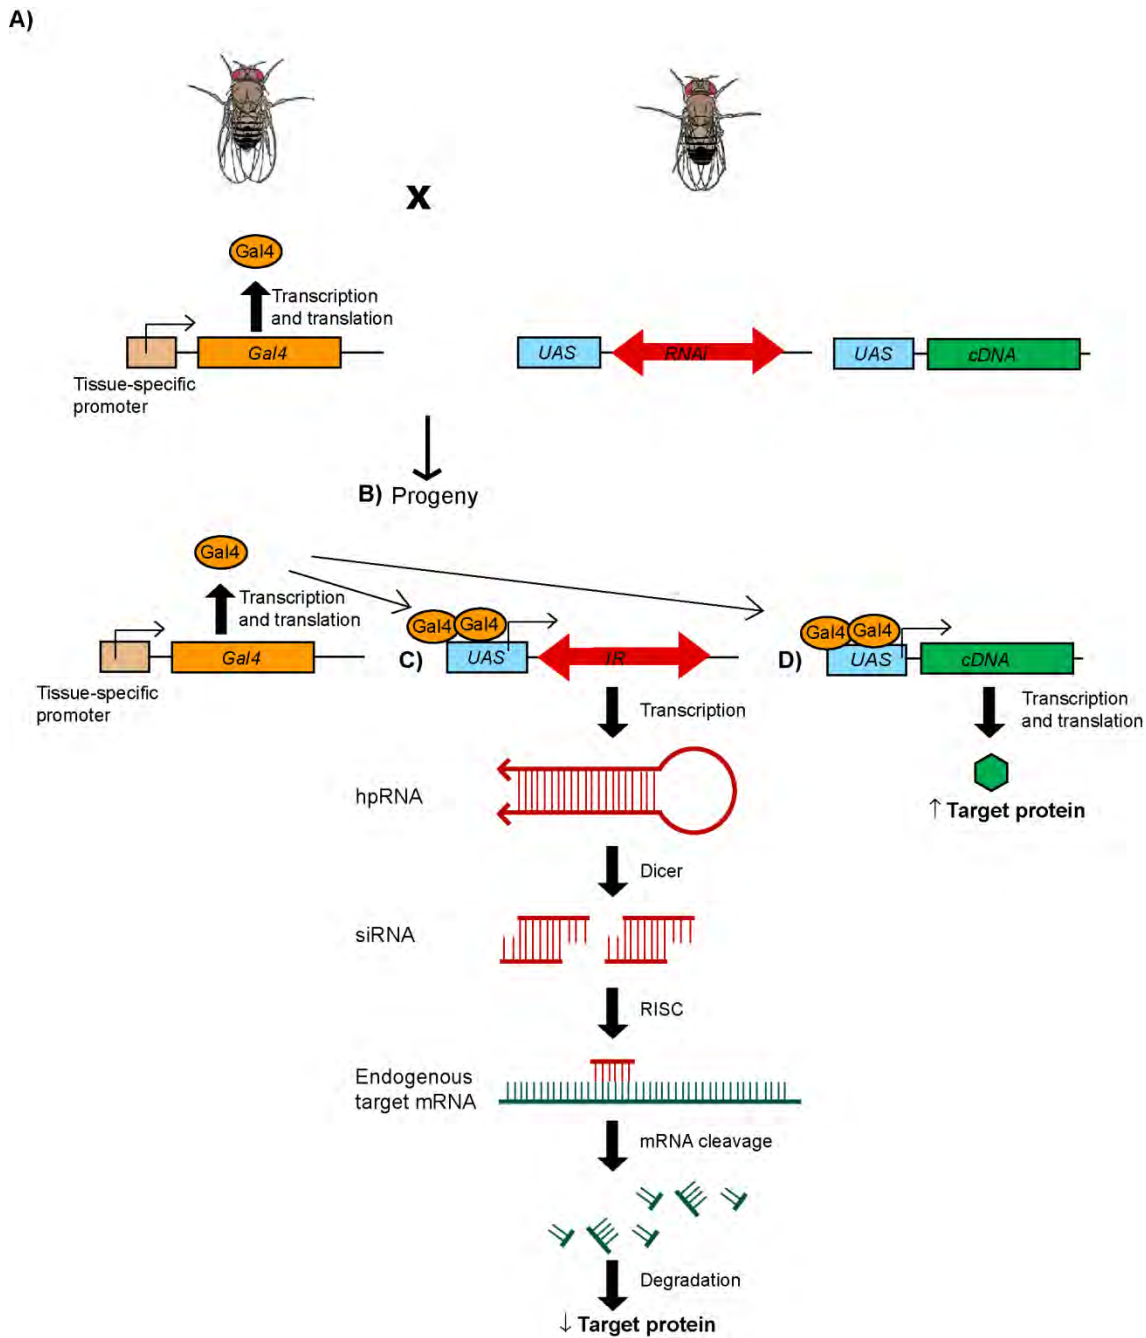 A)
X
Gal4
Transcription
and translation
Gal4
Tissue-specific
promoter
UAS
RNAi
UAS
cDNA
B) Progeny
Gal4
Transcription
and translation
Gal4
Tissue-specific
promoter
Gal4
Gal4
C)
UAS
IR
Gal4
Gal4
D)
UAS
cDNA
Transcription
Transcription
and translation
hpRNA
↑ Target protein
Dicer
siRNA
RISC
Endogenous
target mRNA
mRNA cleavage
Degradation
↓ Target protein